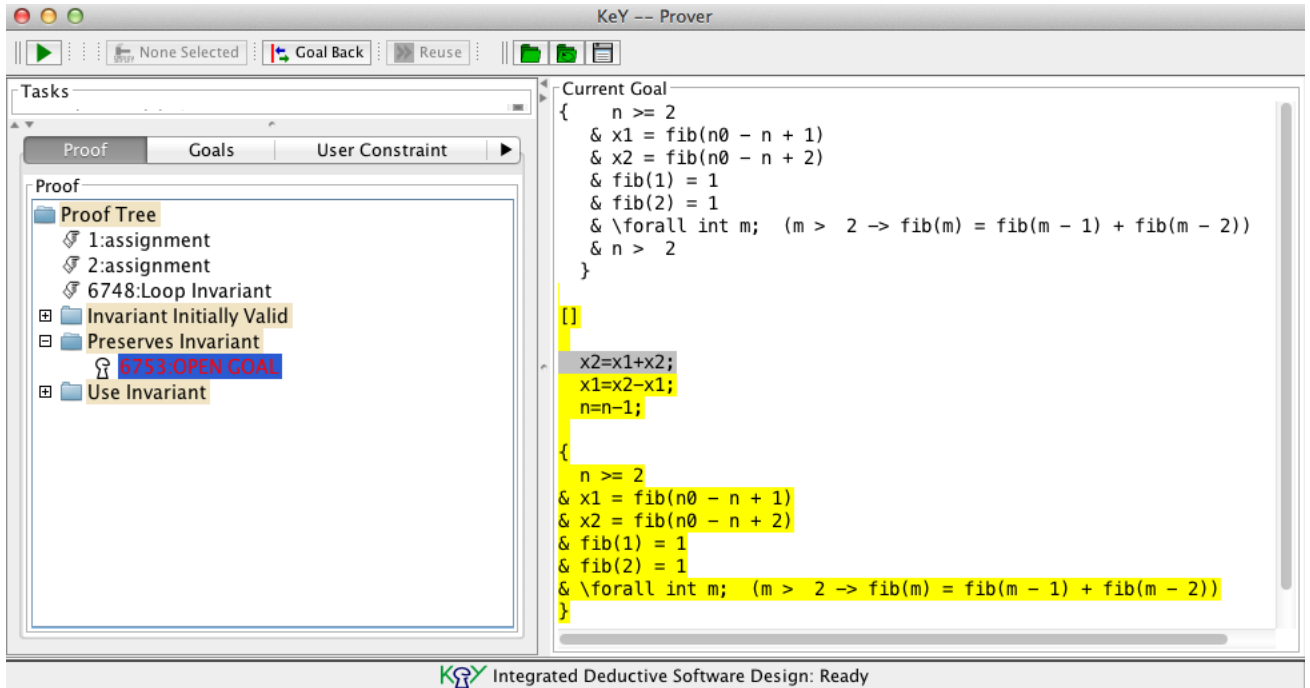 KeY -- Prover
None Selected Goal Back Reuse
Tasks
Proof Goals User Constraint
Proof
Proof Tree
1:assignment
2:assignment
6748:Loop Invariant
Invariant Initially Valid
Preserves Invariant
6753:OPEN GOAL
Use Invariant
Current Goal
{ n >= 2
& x1 = fib(n0 - n + 1)
& x2 = fib(n0 - n + 2)
& fib(1) = 1
& fib(2) = 1
& \forall int m; (m > 2 -> fib(m) = fib(m - 1) + fib(m - 2))
& n > 2
}
[]
x2=x1+x2;
x1=x2-x1;
n=n-1;
{
n >= 2
& x1 = fib(n0 - n + 1)
& x2 = fib(n0 - n + 2)
& fib(1) = 1
& fib(2) = 1
& \forall int m; (m > 2 -> fib(m) = fib(m - 1) + fib(m - 2))
}
KeY Integrated Deductive Software Design: Ready